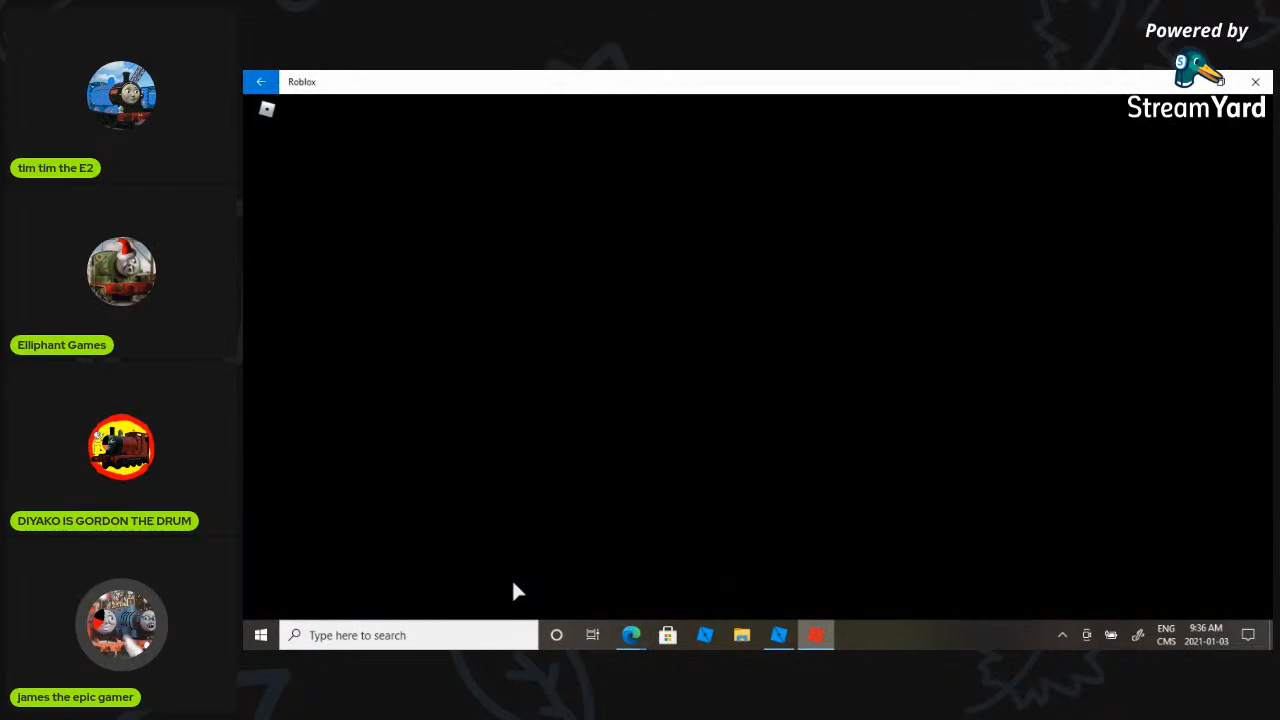 Powered by
StreamYard
Roblox
tim tim the E2
Elliphant Games
DIYAKO IS GORDON THE DRUM
james the epic gamer
Type here to search
ENG
CMS
9:36 AM
2021-01-03